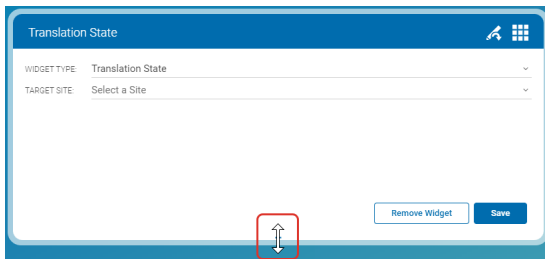 Translation State
WIDGET TYPE: Translation State
TARGET SITE: Select a Site
Remove Widget Save